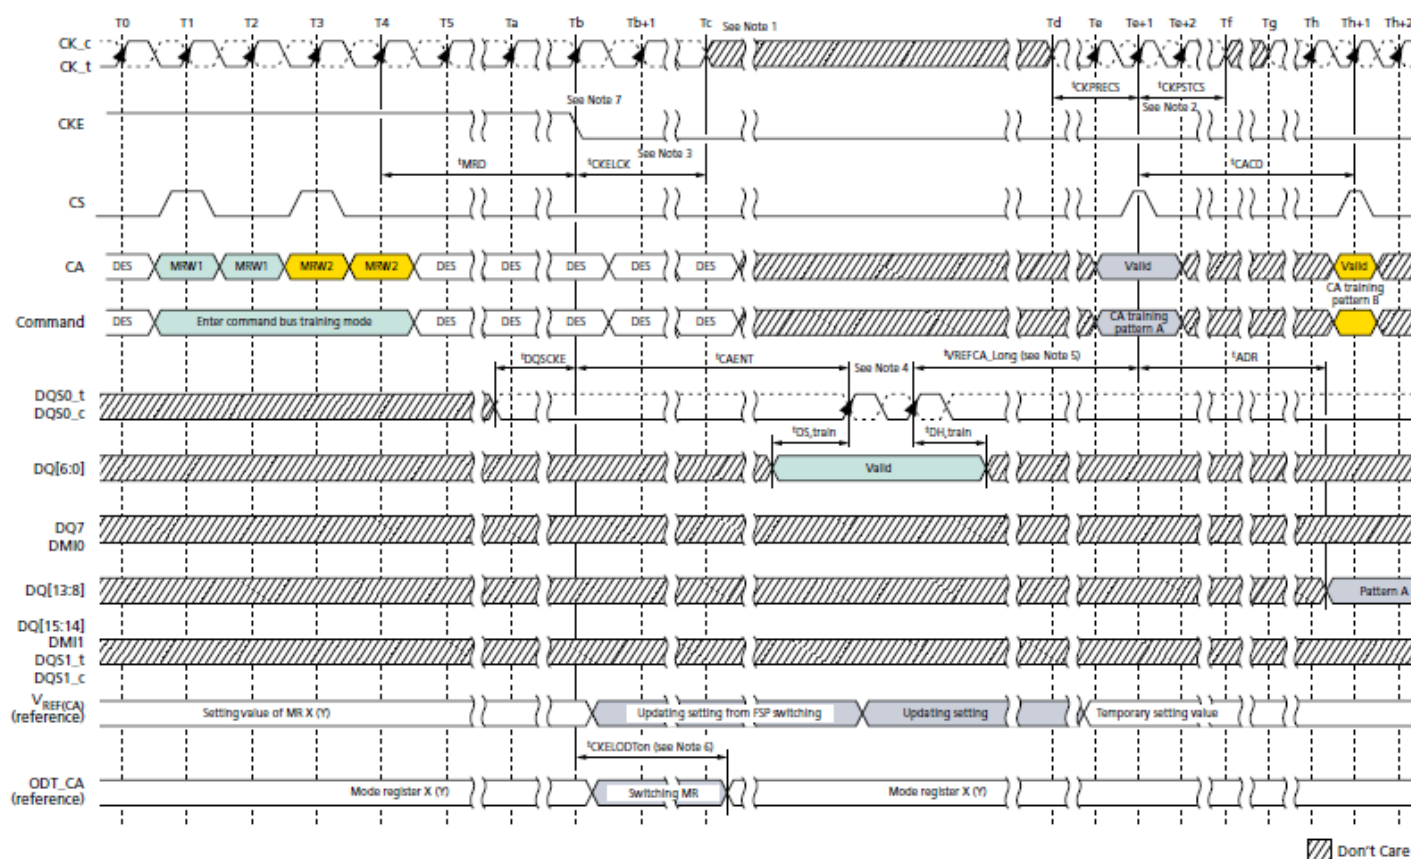 T0 T1 T2 T3 T4 T5 Ta Tb Tb+1 Tc See Note 1 Td Te Te+1 Te+2 Tf Tg Th Th+1 Th+2
CK_c
CK_t
tCKPRECS tCKPSTCS
See Note 7 See Note 2
CKE
See Note 3
tMRD tCKELCK tCACD
CS
CA DES MRW1 MRW1 MRW2 MRW2 DES DES DES DES DES Valid Valid
CA training
pattern B
Command DES Enter command bus training mode DES DES DES DES DES CA training
pattern A
tDQSCKE tCAENT See Note 4 tVREFCA_Long (see Note 5) tADR
DQS0_t
DQS0_c
tDS,train tDH,train
DQ[6:0] Valid
DQ7
DMI0
DQ[13:8] Pattern A
DQ[15:14]
DMI1
DQS1_t
DQS1_c
VREF(CA)
(reference) Setting value of MR X (Y) Updating setting from FSP switching Updating setting Temporary setting value
tCKELODTon (see Note 6)
ODT_CA
(reference) Mode register X (Y) Switching MR Mode register X (Y)
Don't Care